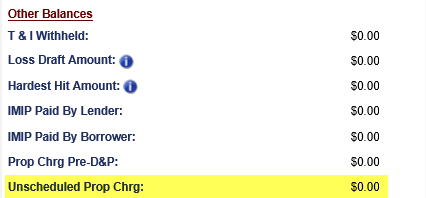 Other Balances
T & I Withheld: $0.00
Loss Draft Amount: i $0.00
Hardest Hit Amount: i $0.00
IMIP Paid By Lender: $0.00
IMIP Paid By Borrower: $0.00
Prop Chrg Pre-D&P: $0.00
Unscheduled Prop Chrg: $0.00